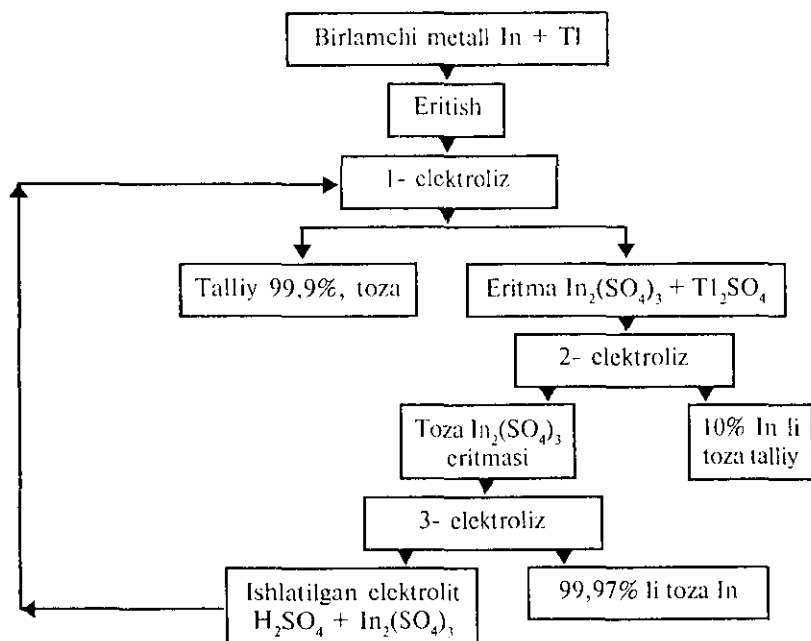 Birlamchi metall In + Tl
Eritish
1- elektroliz
Talliy 99,9%, toza
Eritma In₂(SO₄)₃ + Tl₂SO₄
2- elektroliz
Toza In₂(SO₄)₃
eritmasi
10% In li
toza talliy
3- elektroliz
Ishlatilgan elektrolit
H₂SO₄ + In₂(SO₄)₃
99,97% li toza In